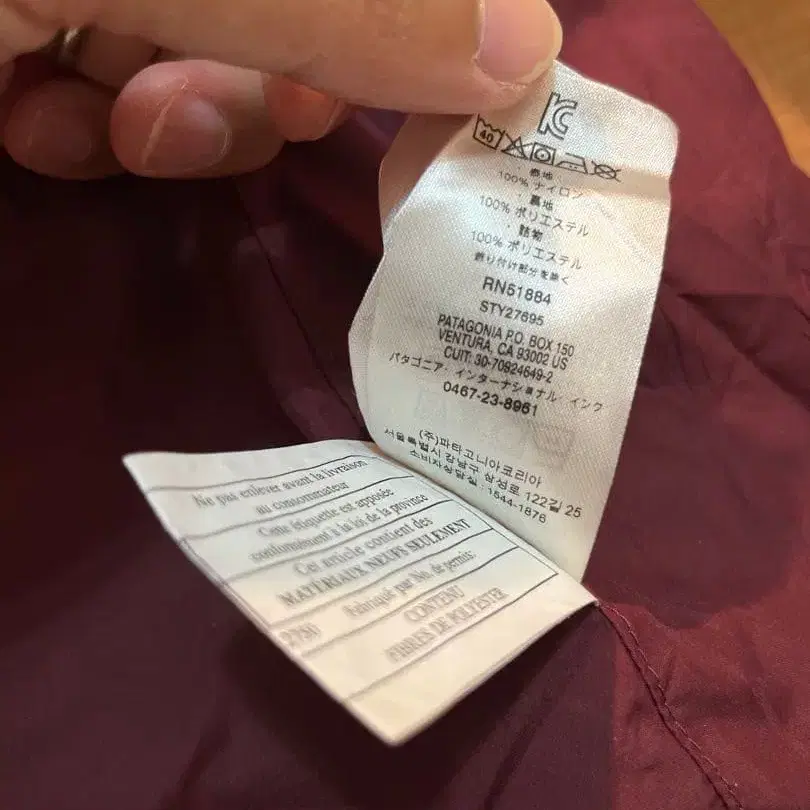 KC
40
・表地
100% ナイロン
・裏地
100% ポリエステル
・詰物
100% ポリエステル
飾り付け部分を除く
RN51884
STY27695
PATAGONIA P.O. BOX 150
VENTURA, CA 93002 US
CUIT: 30-70924649-2
パタゴニア・インターナショナル・インク
0467-23-8961
(주)파타고니아코리아
서울특별시 강남구 삼성로 122길 25
소비자상담실 : 1544-1876
Ne pas enlever avant la livraison
au consommateur
Cette étiquette est apposée
conformément à la loi de la province
Cet article contient des
MATÉRIAUX NEUFS SEULEMENT
Fabriqué par No. de permis:
2750
CONTENU
FIBRES DE POLYESTER